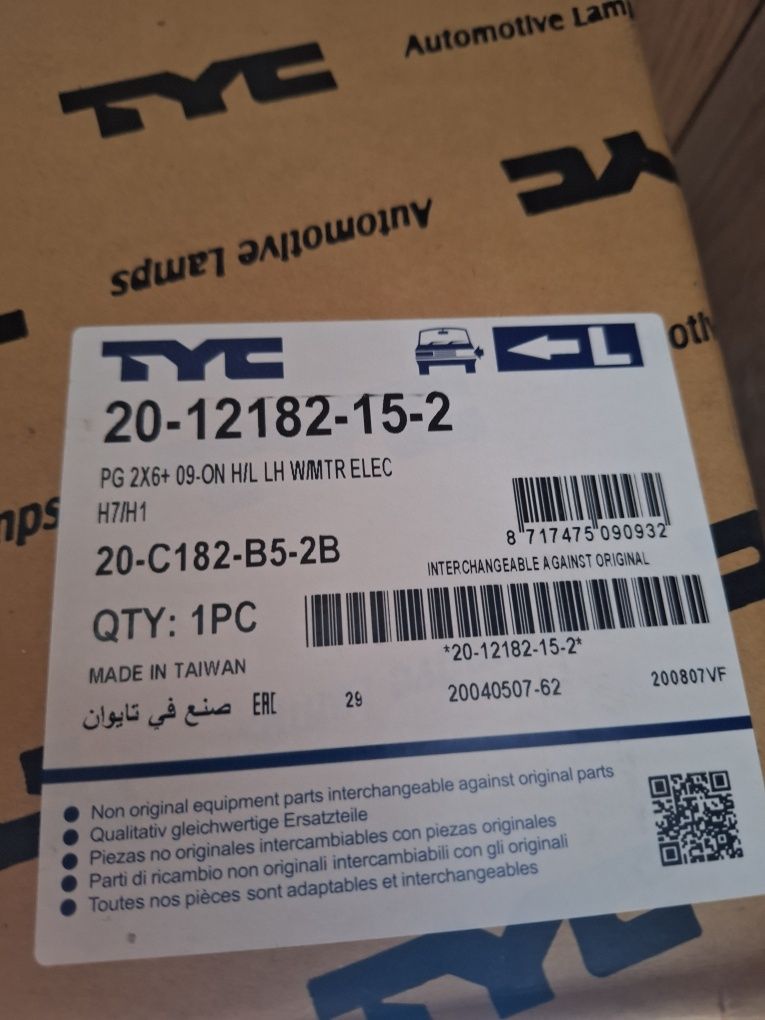 TYC
Automotive Lamp
TYC
Automotive Lamps
TYC L
20-12182-15-2
PG 2X6+ 09-ON H/L LH W/MTR ELEC
H7/H1
8 717475 090932
20-C182-B5-2B
INTERCHANGEABLE AGAINST ORIGINAL
QTY: 1PC
*20-12182-15-2*
MADE IN TAIWAN
صنع في تايوان EAC 29 20040507-62 200807VF
Non original equipment parts interchangeable against original parts
Qualitativ gleichwertige Ersatzteile
Piezas no originales intercambiables con piezas originales
Parti di ricambio non originali intercambiabili con gli originali
Toutes nos pièces sont adaptables et interchangeables
TYC